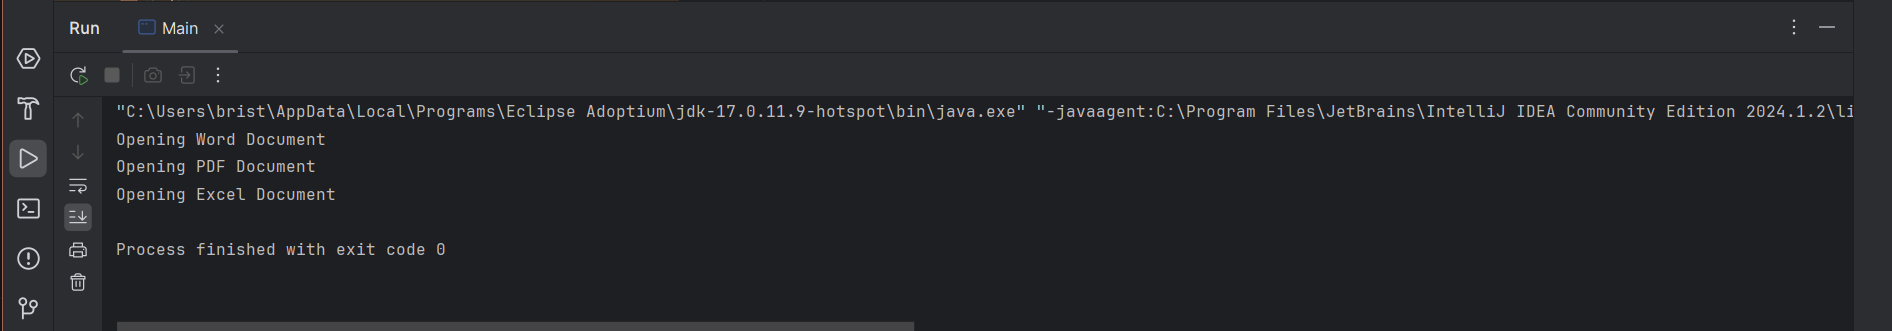 Run Main
"C:\Users\brist\AppData\Local\Programs\Eclipse Adoptium\jdk-17.0.11.9-hotspot\bin\java.exe" "-javaagent:C:\Program Files\JetBrains\IntelliJ IDEA Community Edition 2024.1.2\li
Opening Word Document
Opening PDF Document
Opening Excel Document
Process finished with exit code 0